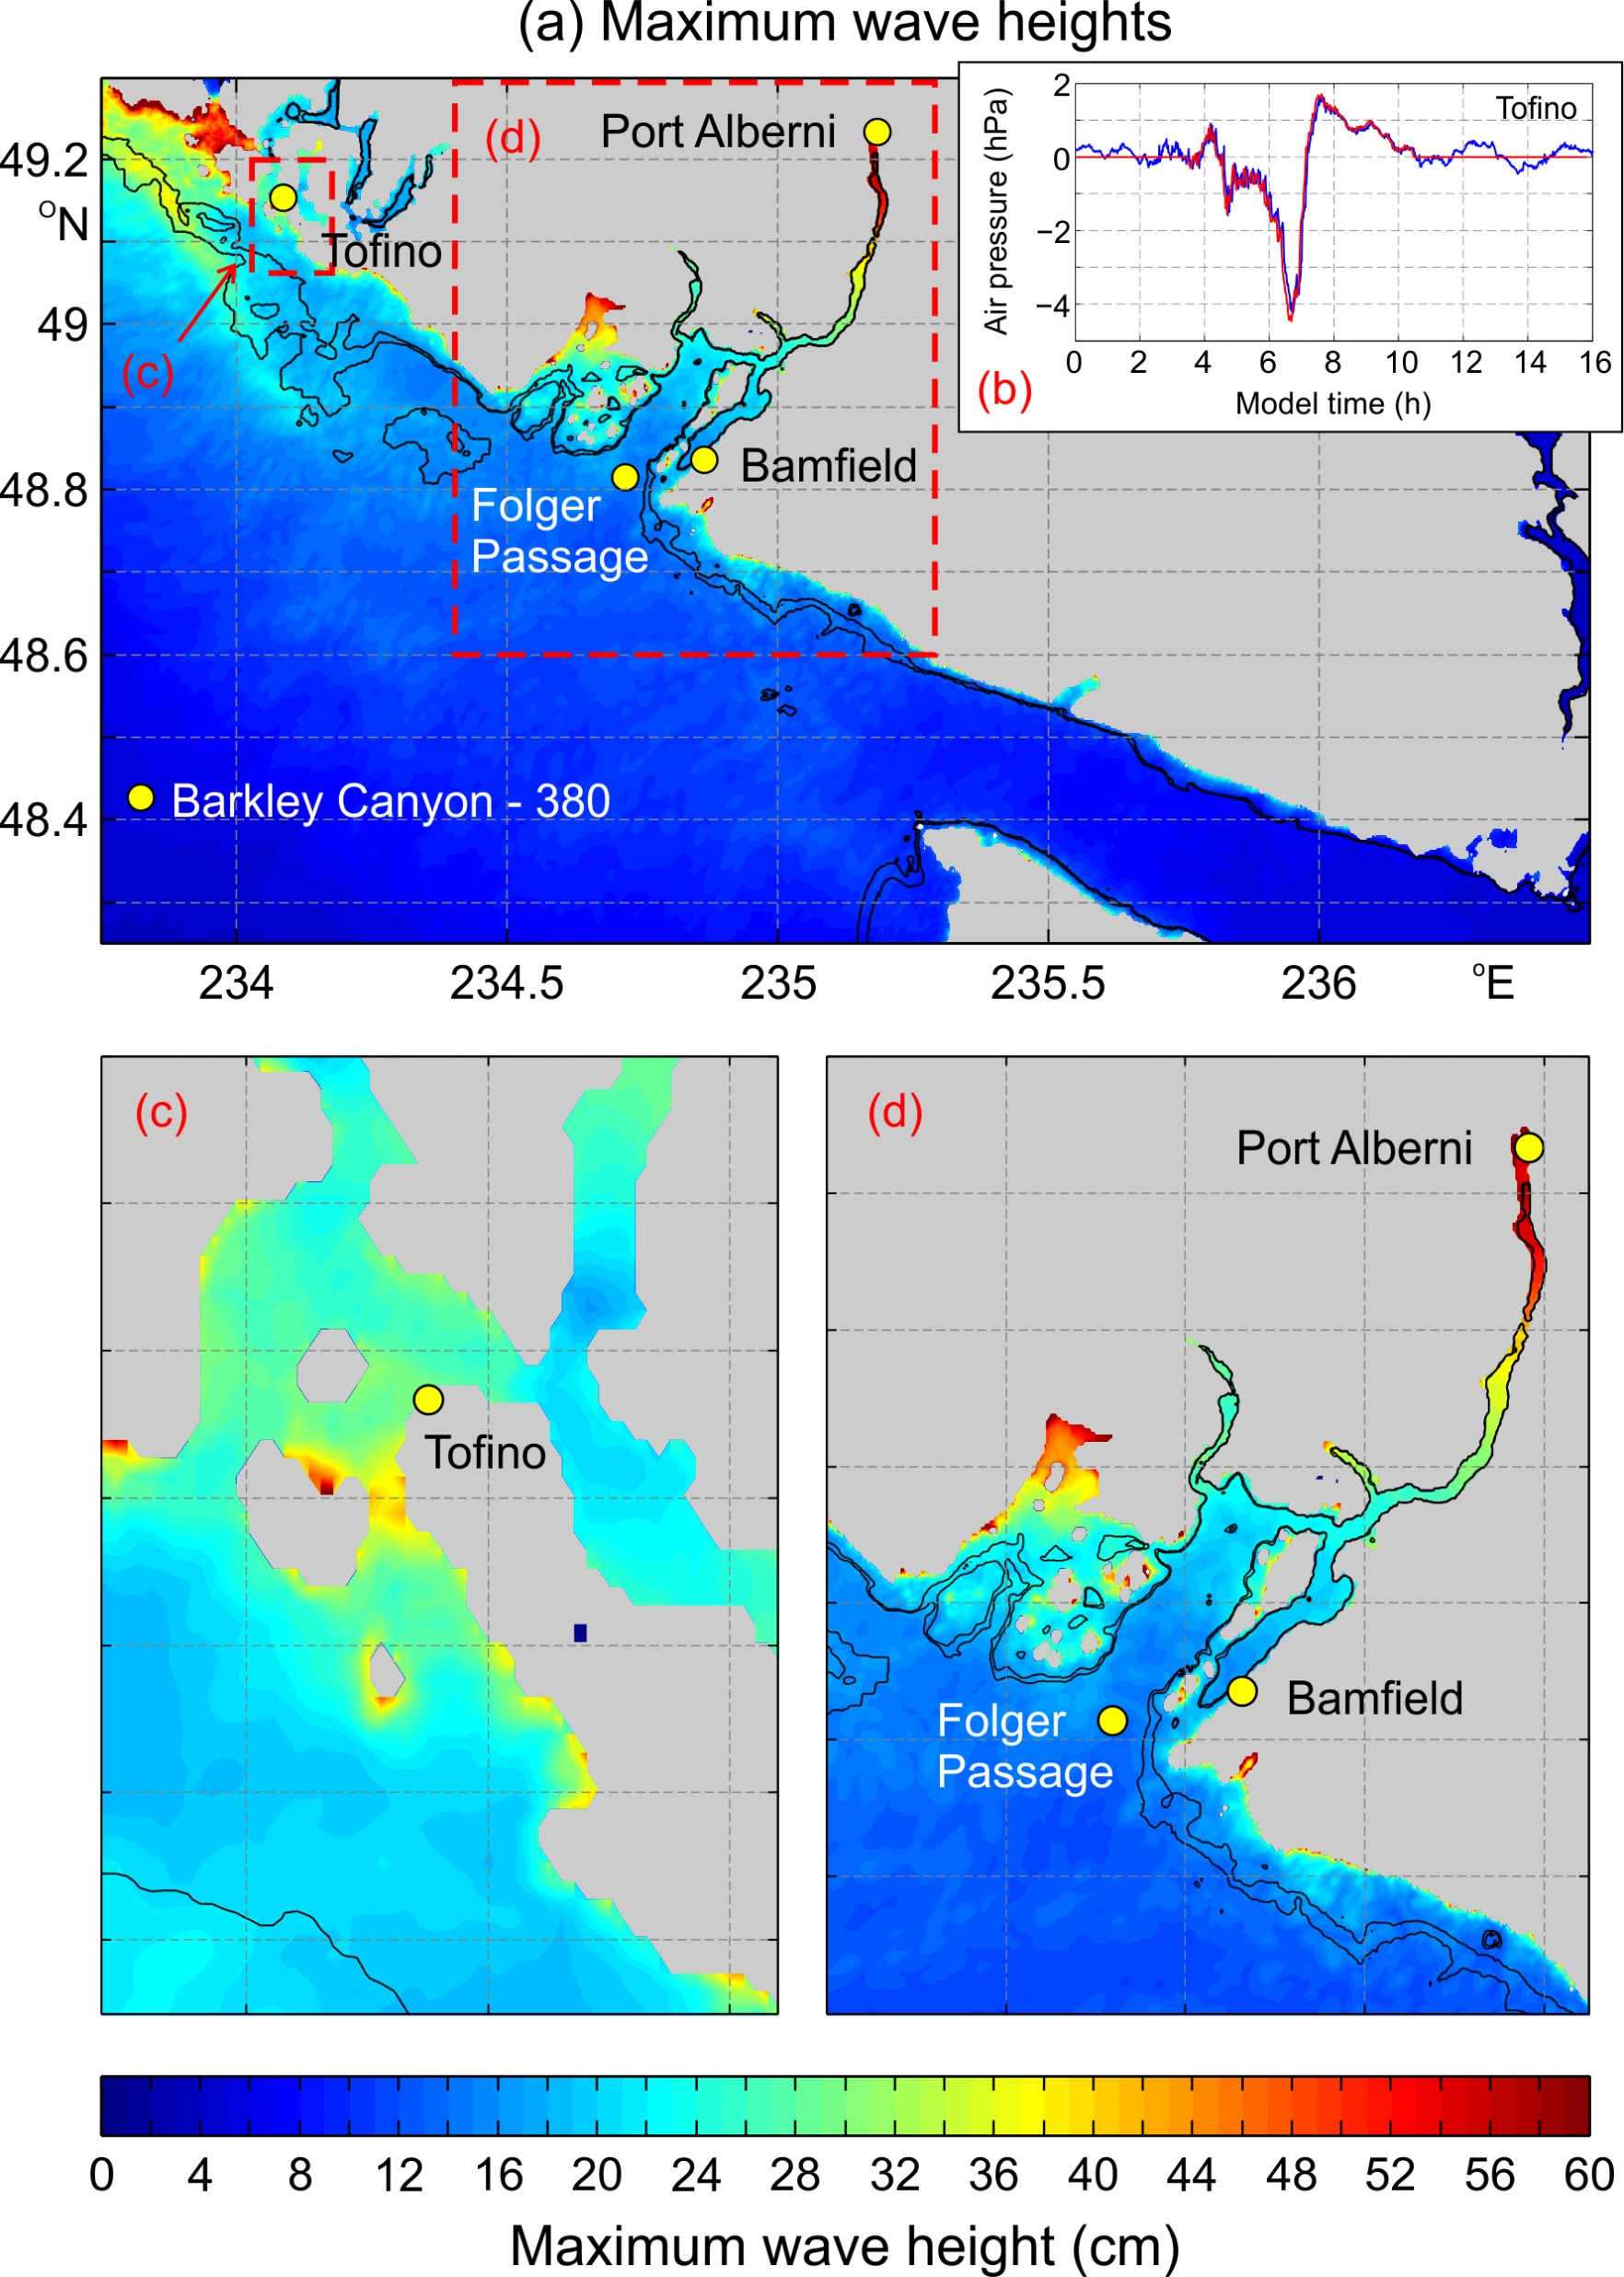 (a) Maximum wave heights
49.2
°N
49
48.8
48.6
48.4
234
234.5
235
235.5
236
°E
(d)
Port Alberni
Tofino
(c)
Bamfield
Folger
Passage
Barkley Canyon - 380
Air pressure (hPa)
2
0
−2
−4
Tofino
0 2 4 6 8 10 12 14 16
Model time (h)
(b)
(c)
Tofino
(d)
Port Alberni
Bamfield
Folger
Passage
0 4 8 12 16 20 24 28 32 36 40 44 48 52 56 60
Maximum wave height (cm)